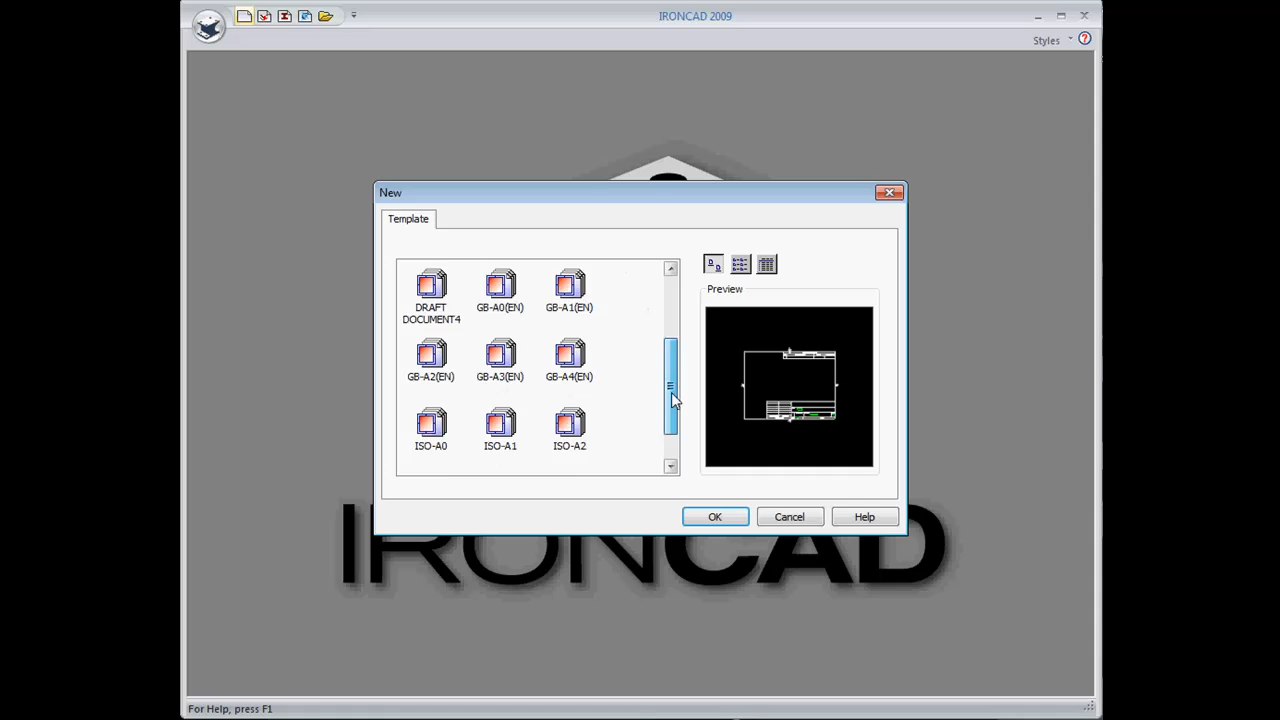 IRONCAD 2009
Styles
New
Template
DRAFT
DOCUMENT4
GB-A0(EN)
GB-A1(EN)
Preview
GB-A2(EN)
GB-A3(EN)
GB-A4(EN)
ISO-A0
ISO-A1
ISO-A2
OK
Cancel
Help
IRONCAD
For Help, press F1